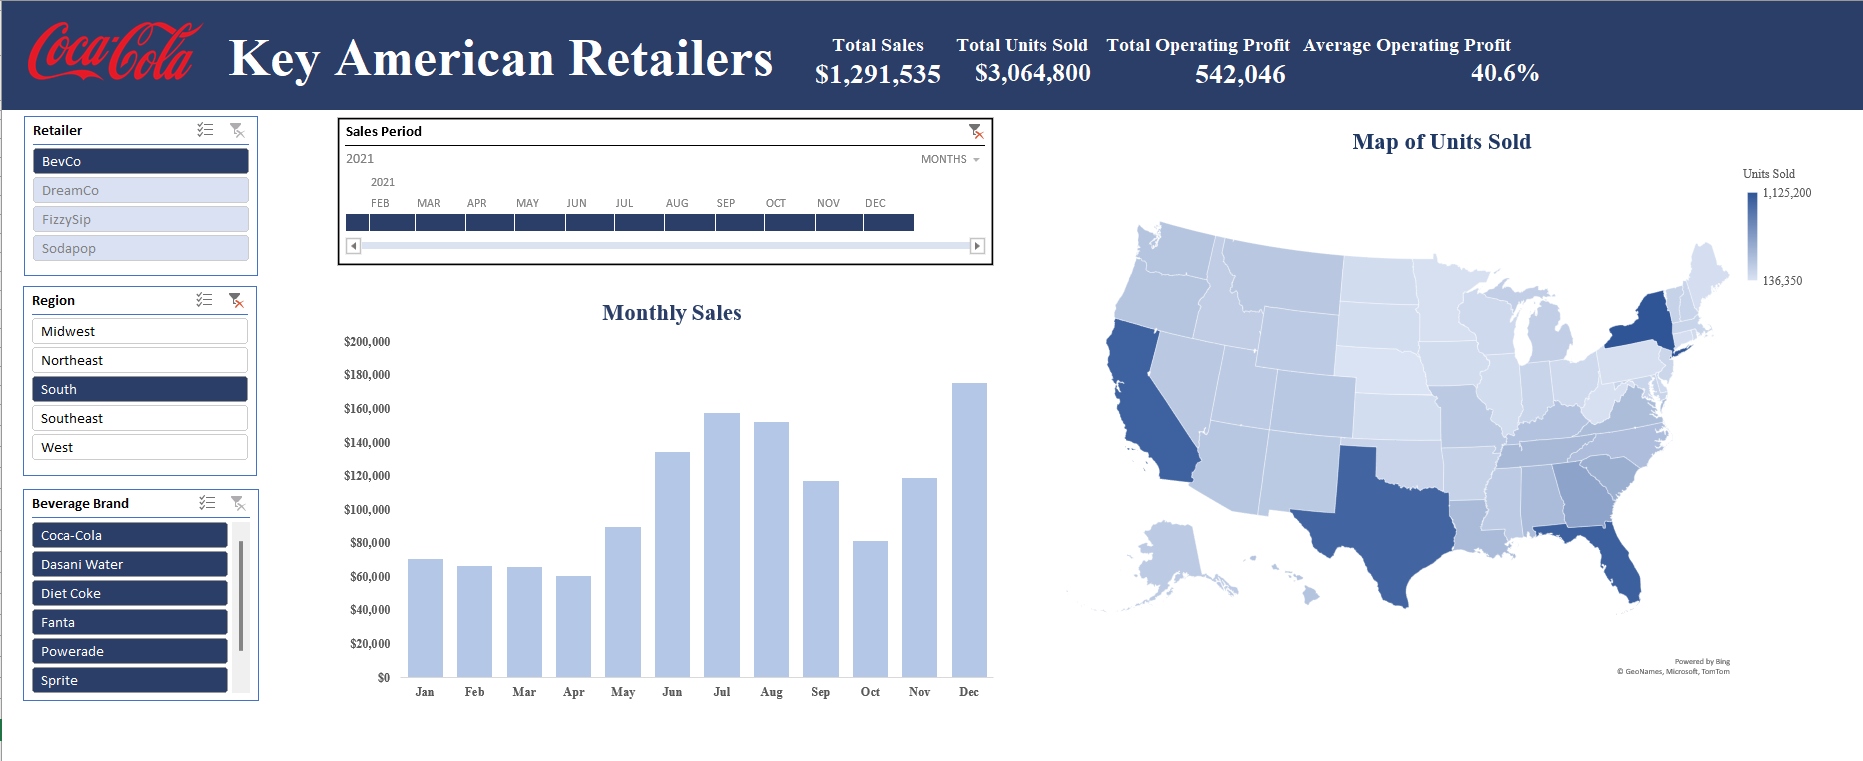 Coca-Cola
Key American Retailers
Total Sales
$1,291,535
Total Units Sold
$3,064,800
Total Operating Profit
542,046
Average Operating Profit
40.6%
Retailer
BevCo
DreamCo
FizzySip
Sodapop
Region
Midwest
Northeast
South
Southeast
West
Beverage Brand
Coca-Cola
Dasani Water
Diet Coke
Fanta
Powerade
Sprite
Sales Period
2021 MONTHS
2021
FEB MAR APR MAY JUN JUL AUG SEP OCT NOV DEC
Monthly Sales
$200,000
$180,000
$160,000
$140,000
$120,000
$100,000
$80,000
$60,000
$40,000
$20,000
$0
Jan Feb Mar Apr May Jun Jul Aug Sep Oct Nov Dec
Map of Units Sold
Units Sold
1,125,200
136,350
Powered by Bing
© GeoNames, Microsoft, TomTom